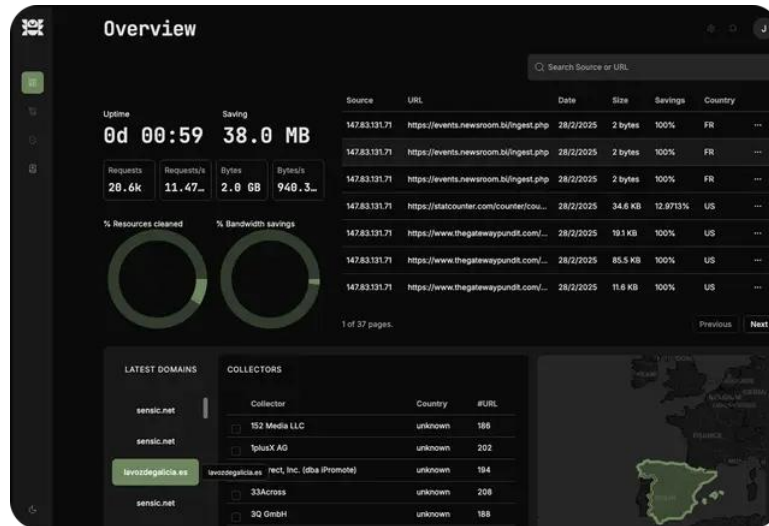 Overview
J
Search Source or URL
Uptime
Saving
0d 00:59
38.0 MB
Requests
Requests/s
Bytes
Bytes/s
20.6k
11.47...
2.0 GB
940.3...
% Resources cleaned
% Bandwidth savings
Source URL Date Size Savings Country
147.83.131.71 https://events.newsroom.bi/ingest.php 28/2/2025 2 bytes 100% FR ...
147.83.131.71 https://events.newsroom.bi/ingest.php 28/2/2025 2 bytes 100% FR ...
147.83.131.71 https://events.newsroom.bi/ingest.php 28/2/2025 2 bytes 100% FR ...
147.83.131.71 https://statcounter.com/counter/cou... 28/2/2025 34.6 KB 12.9713% US ...
147.83.131.71 https://www.thegatewaypundit.com/... 28/2/2025 19.1 KB 100% US ...
147.83.131.71 https://www.thegatewaypundit.com/... 28/2/2025 85.5 KB 100% US ...
147.83.131.71 https://www.thegatewaypundit.com/... 28/2/2025 11.6 KB 100% US ...
1 of 37 pages.
Previous
Next
LATEST DOMAINS
sensic.net
sensic.net
lavozdegalicia.es
lavozdegalicia.es
sensic.net
COLLECTORS
Collector Country #URL
152 Media LLC unknown 186
1plusX AG unknown 202
rect, Inc. (dba iPromote) unknown 194
33Across unknown 208
3Q GmbH unknown 188
FRANCE